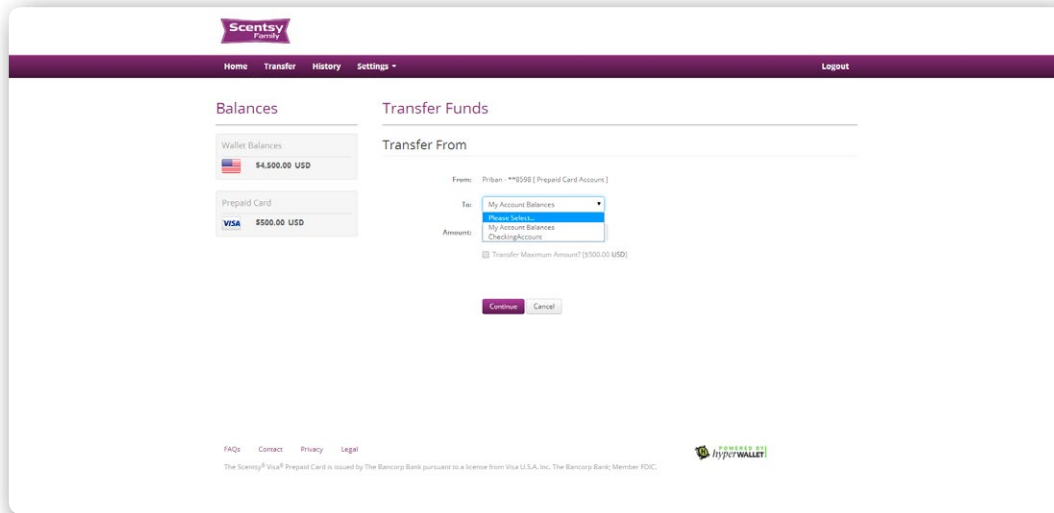 Scentsy
Family
Home Transfer History Settings
Logout
Balances
Wallet Balances
$4,500.00 USD
Prepaid Card
VISA $500.00 USD
Transfer Funds
Transfer From
From: Priban - **8598 [ Prepaid Card Account ]
To: My Account Balances
Please Select...
My Account Balances
CheckingAccount
Amount:
Transfer Maximum Amount? [$500.00 USD]
Continue Cancel
FAQs Contact Privacy Legal
The Scentsy® Visa® Prepaid Card is issued by The Bancorp Bank pursuant to a license from Visa U.S.A. Inc. The Bancorp Bank; Member FDIC.
POWERED BY
hyperWALLET